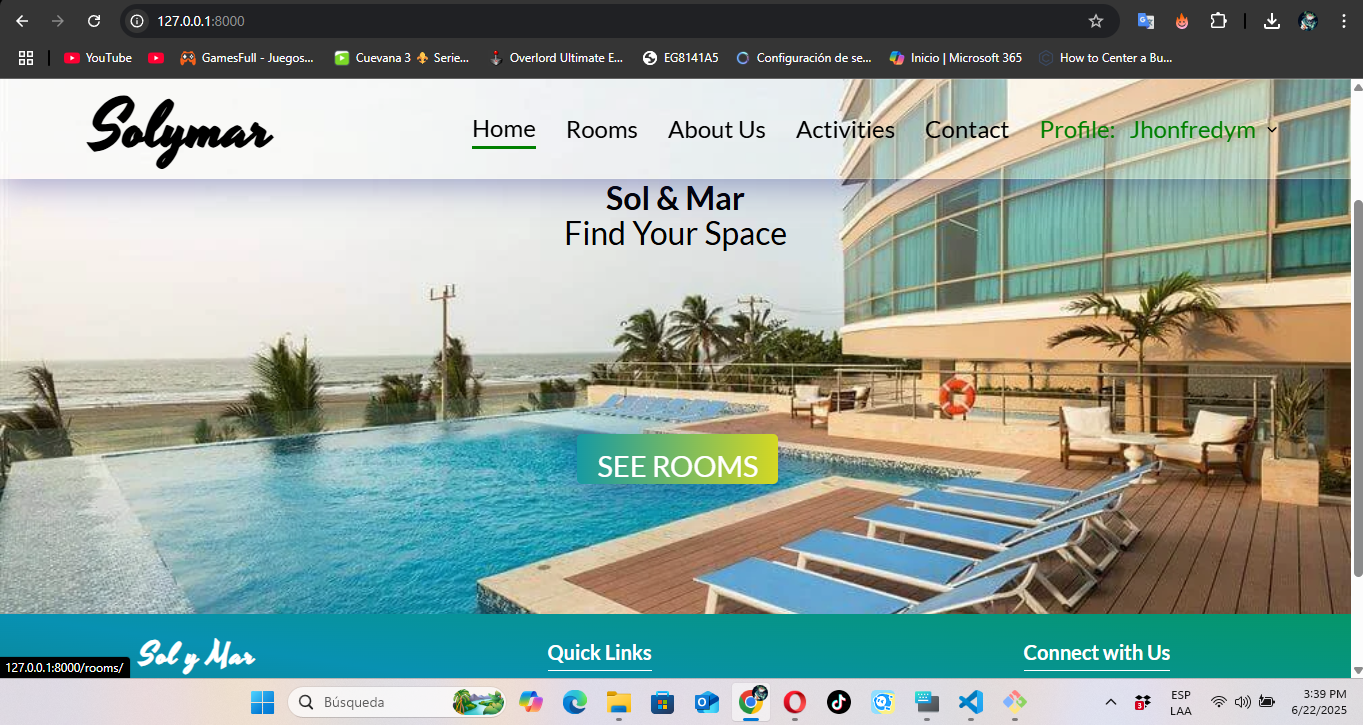 127.0.0.1:8000
YouTube
GamesFull - Juegos...
Cuevana 3 Serie...
Overlord Ultimate E...
EG8141A5
Configuración de se...
Inicio | Microsoft 365
How to Center a Bu...
Solymar
Home
Rooms
About Us
Activities
Contact
Profile: Jhonfredym
Sol & Mar
Find Your Space
SEE ROOMS
Sol y Mar
Quick Links
Connect with Us
127.0.0.1:8000/rooms/
Búsqueda
3
ESP
LAA
3:39 PM
6/22/2025